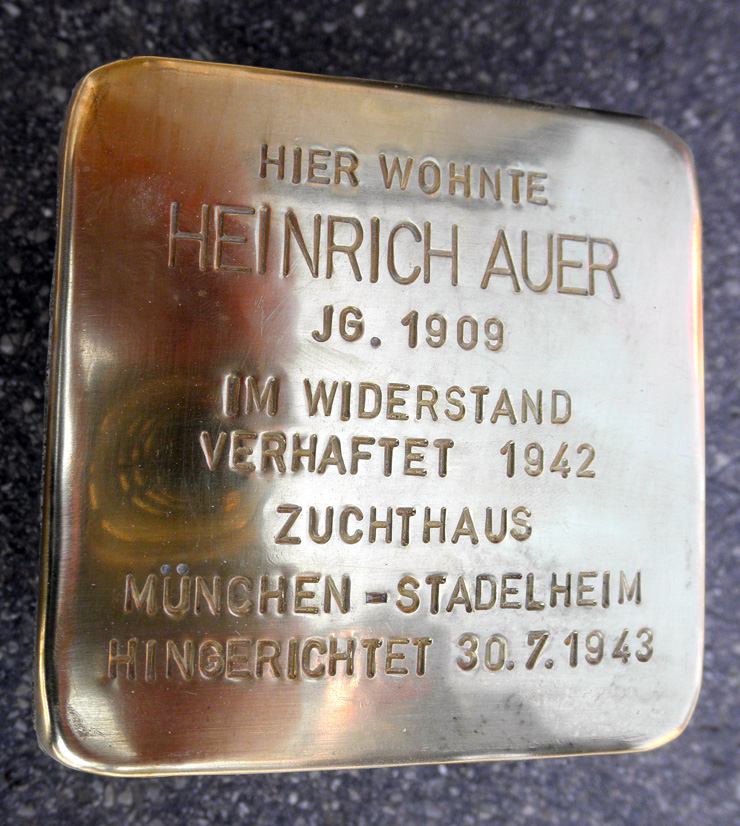 HIER WOHNTE
HEINRICH AUER
JG. 1909
IM WIDERSTAND
VERHAFTET 1942
ZUCHTHAUS
MÜNCHEN-STADELHEIM
HINGERICHTET 30.7.1943